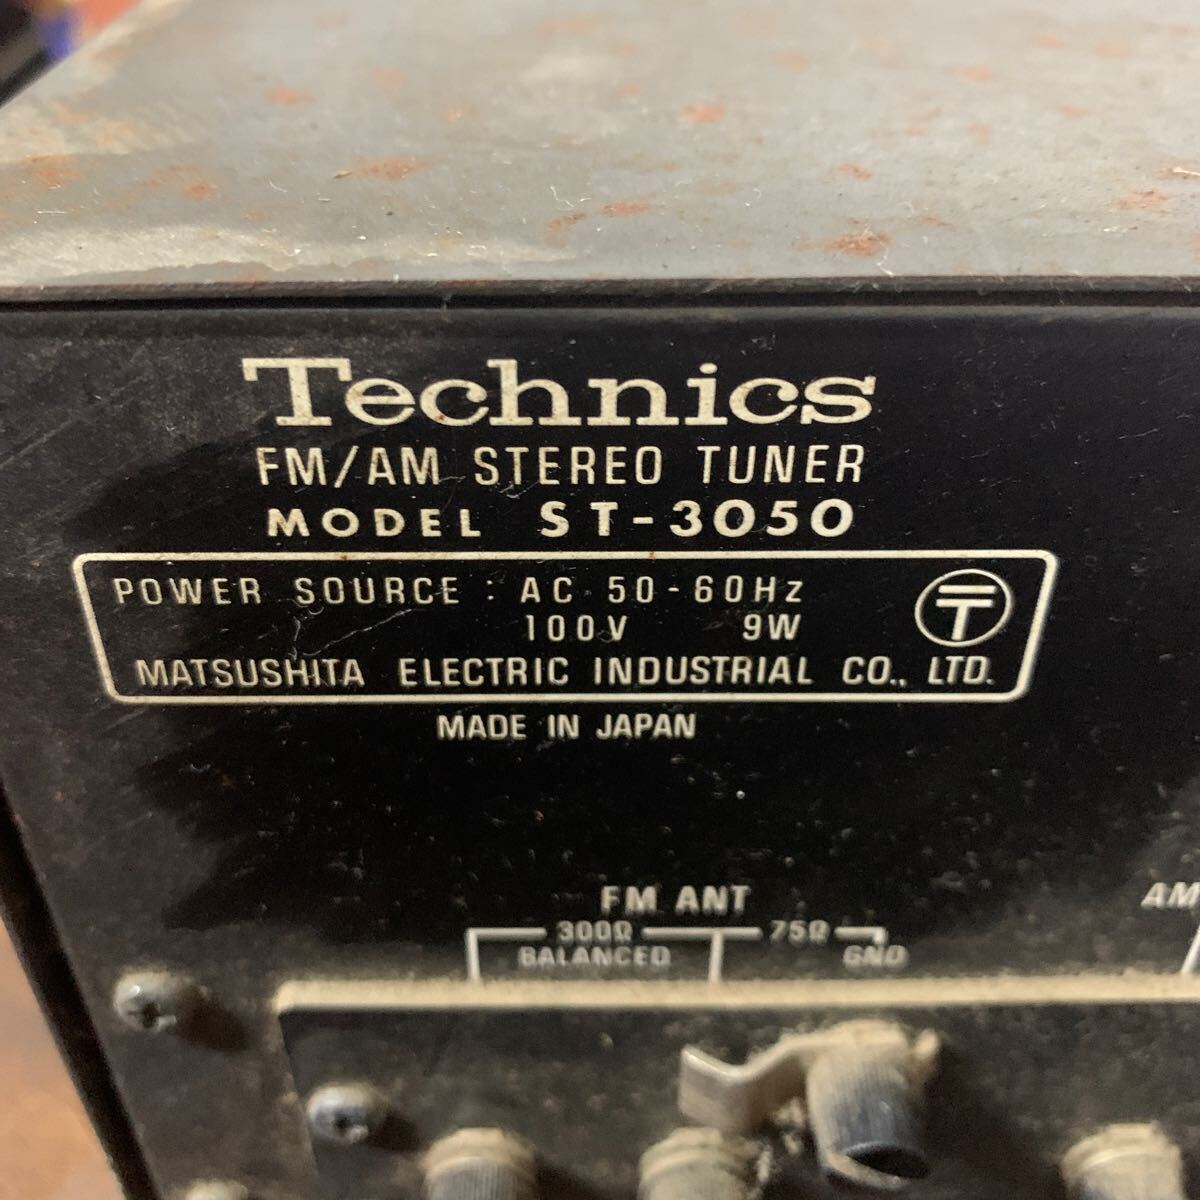 Technics
FM/AM STEREO TUNER
MODEL ST-3050
POWER SOURCE : AC 50-60Hz
100V 9W
MATSUSHITA ELECTRIC INDUSTRIAL CO., LTD.
MADE IN JAPAN
FM ANT
300Ω 75Ω
BALANCED GND
AM